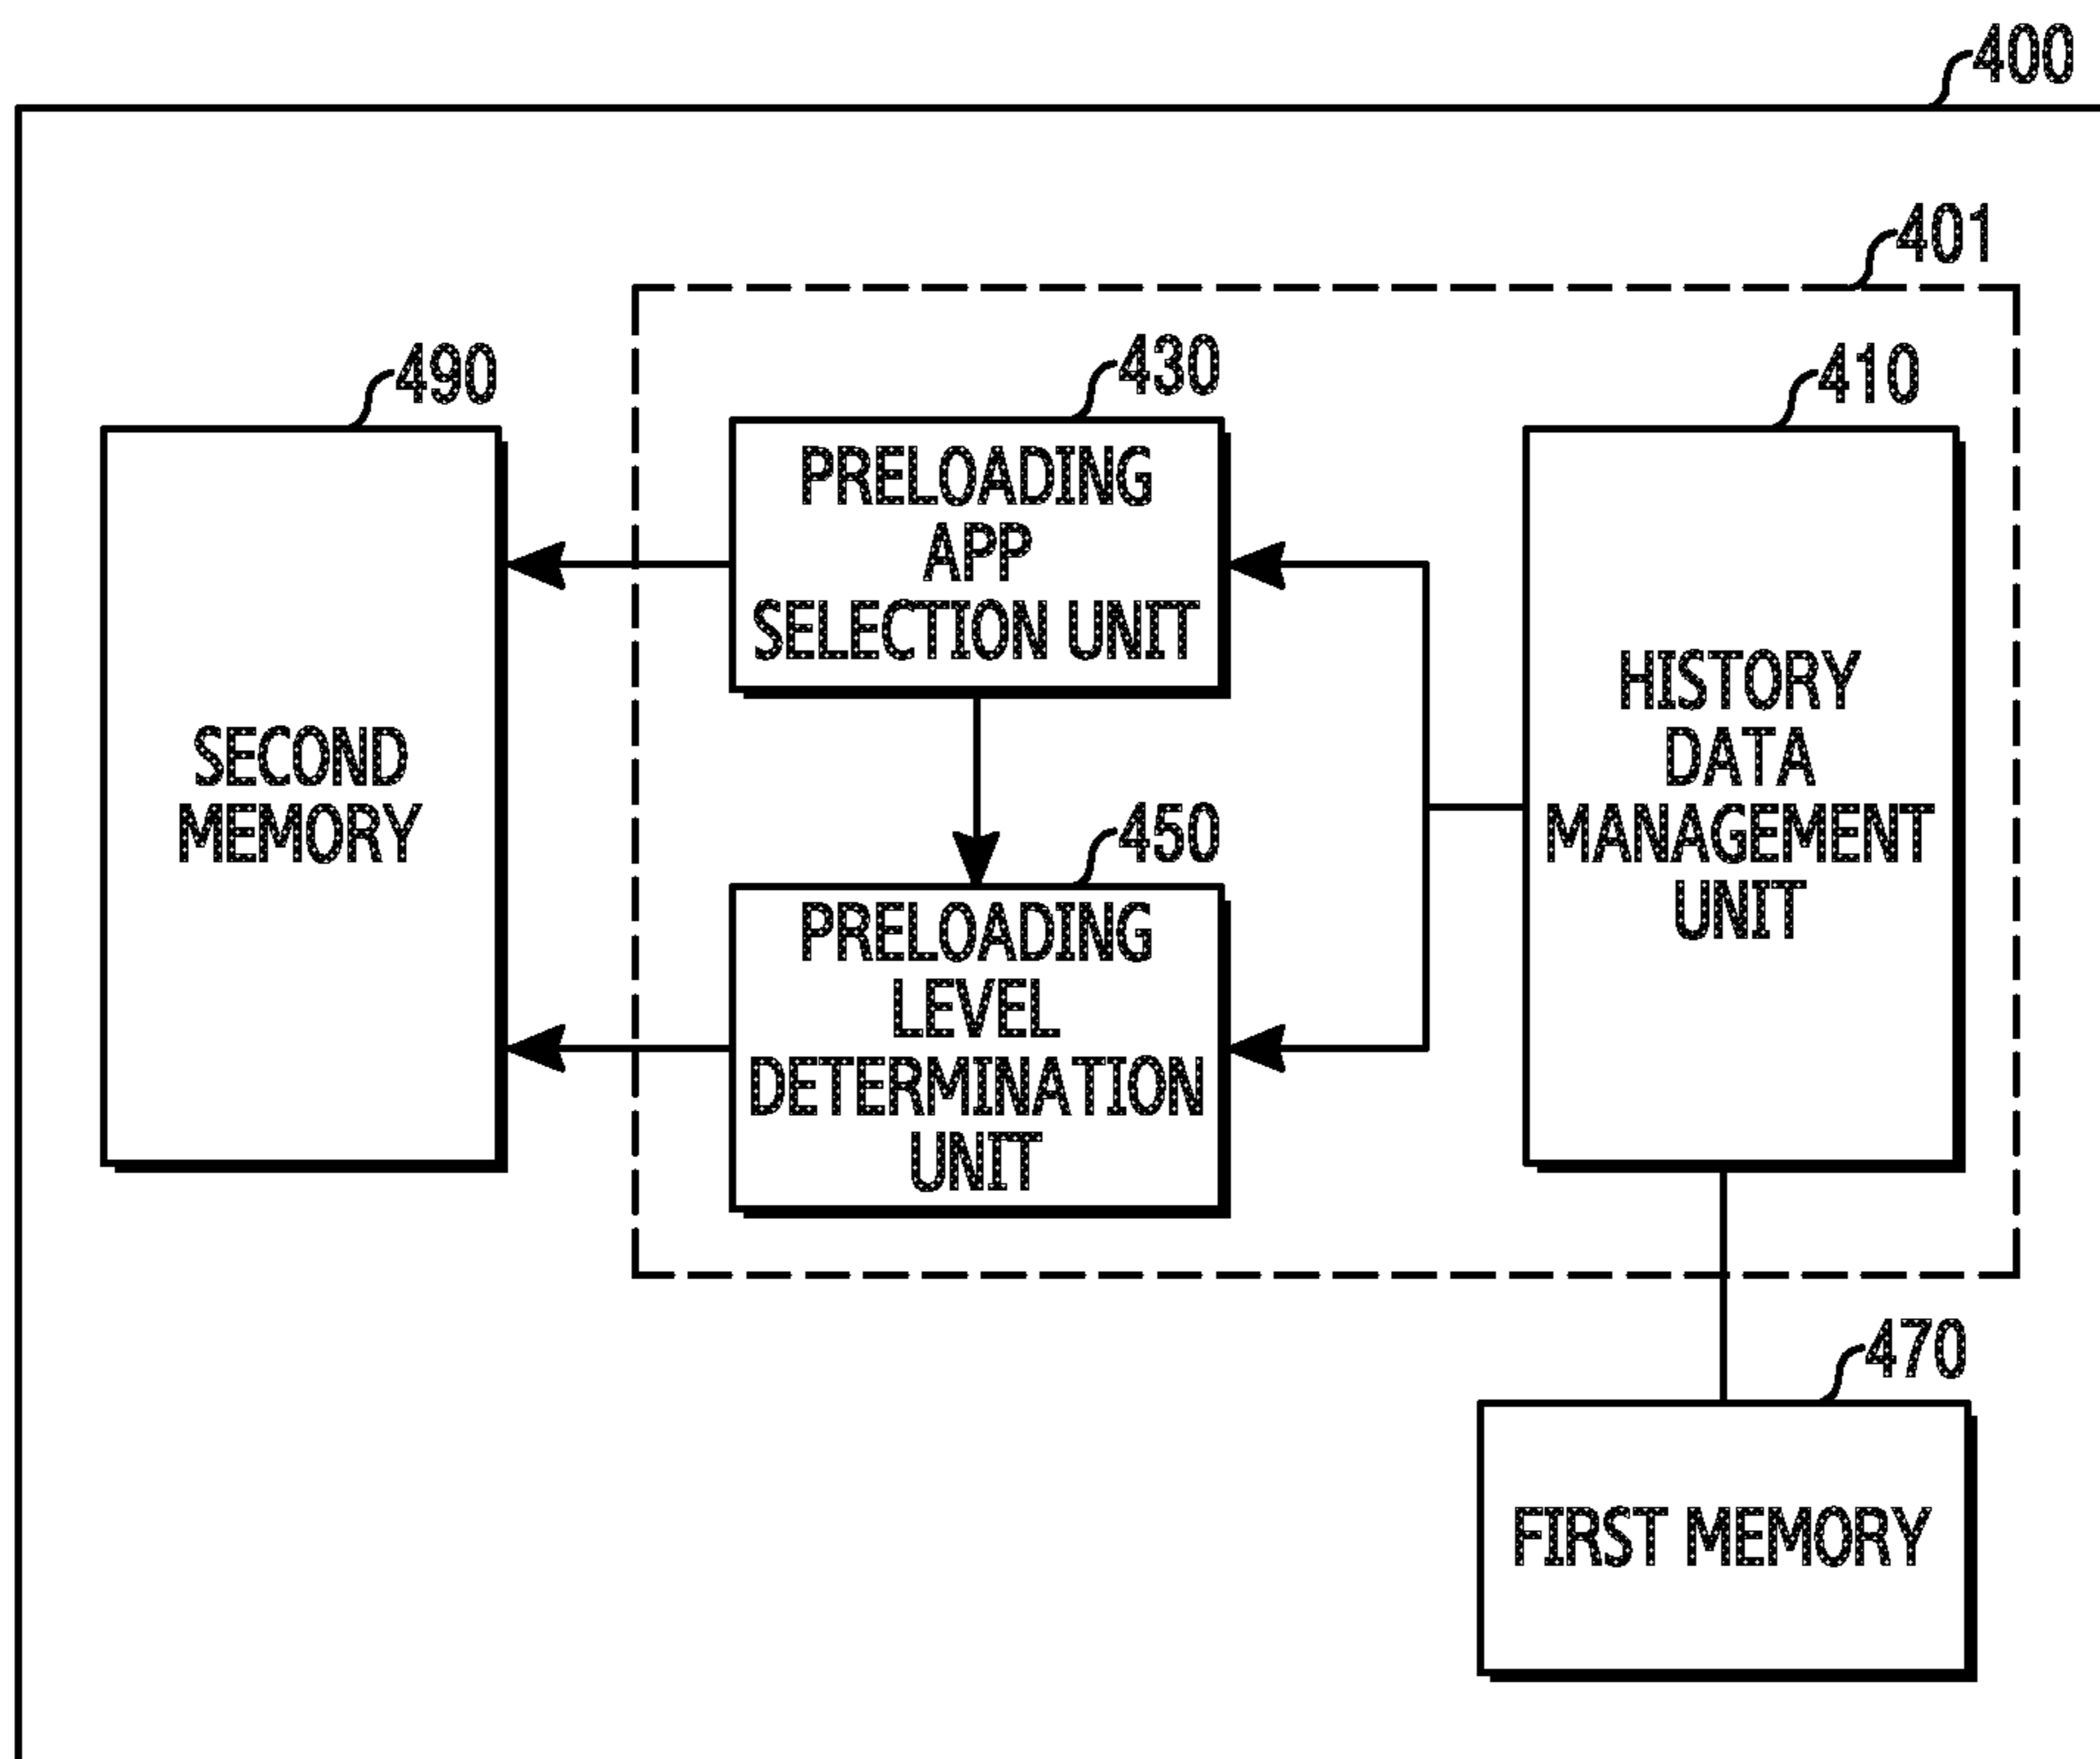 400
401
490
430
410
PRELOADING
APP
SELECTION UNIT
HISTORY
DATA
MANAGEMENT
UNIT
SECOND
MEMORY
450
PRELOADING
LEVEL
DETERMINATION
UNIT
470
FIRST MEMORY